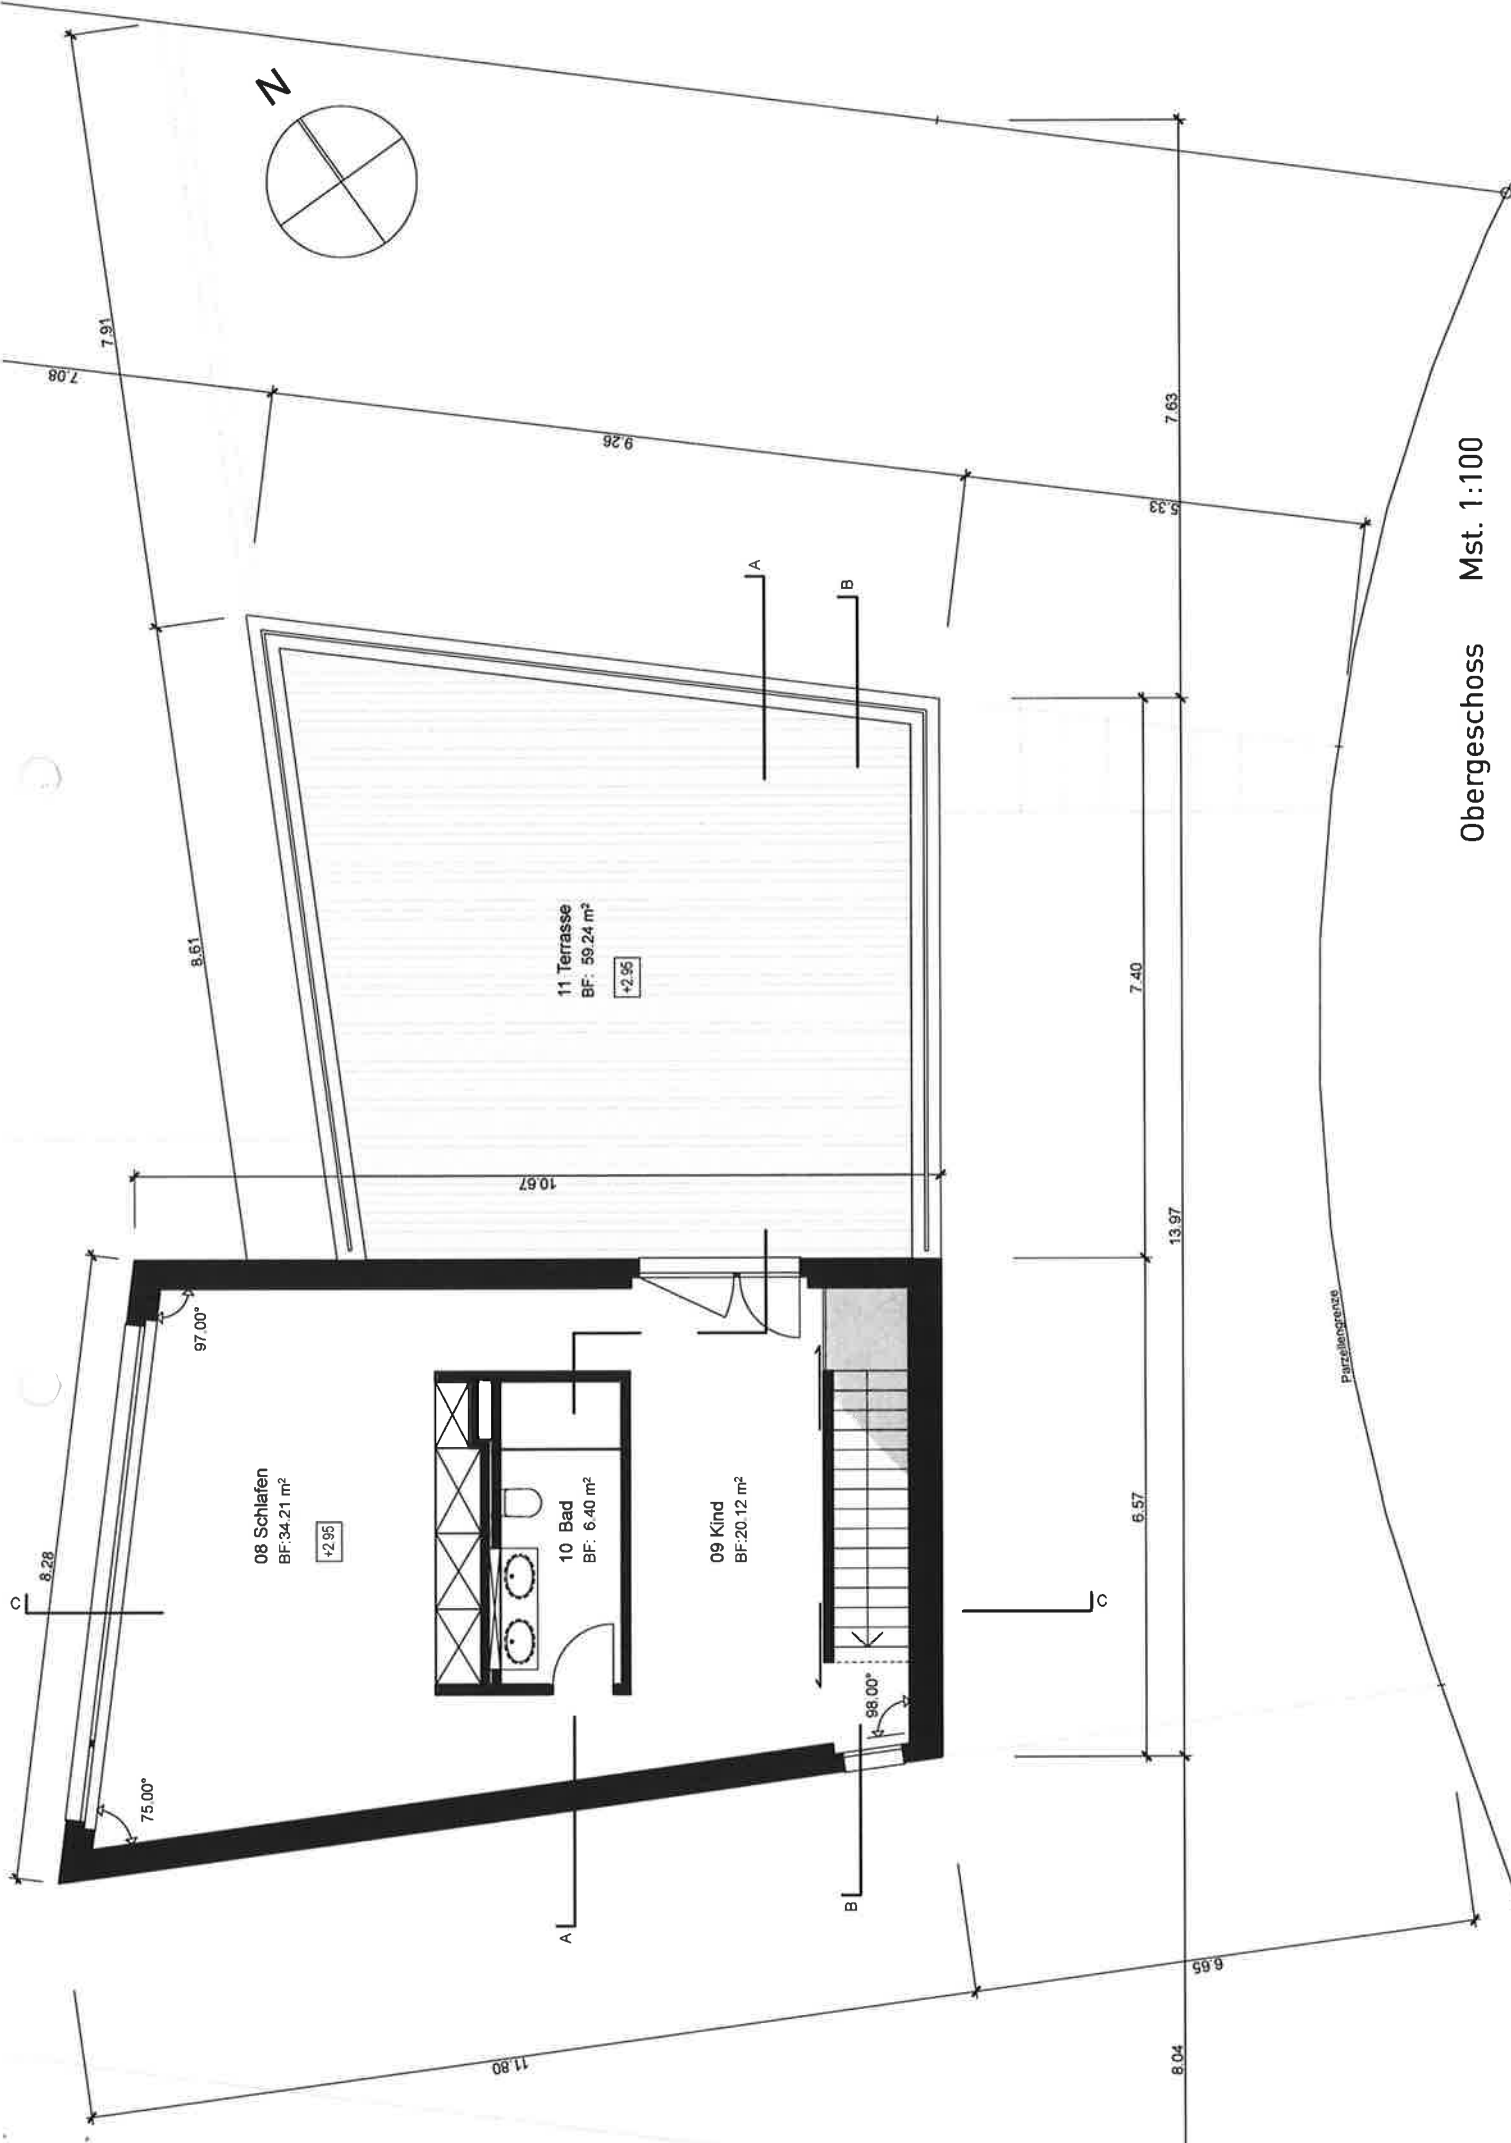 N
7.91
7.08
9.26
5.33
7.63
A
B
8.61
11 Terrasse
BF: 59.24 m²
+2.95
7.40
10.67
13.97
Parzellengrenze
97.00°
8.28
08 Schlafen
BF:34.21 m²
+2.95
10 Bad
BF: 6.40 m²
09 Kind
BF:20.12 m²
6.57
C
C
75.00°
98.00°
A
B
11.80
6.65
8.04
Obergeschoss Mst. 1:100